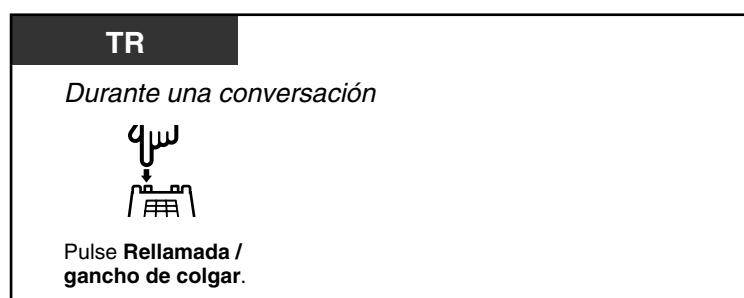 TR
Durante una conversación
Pulse Rellamada /
gancho de colgar.